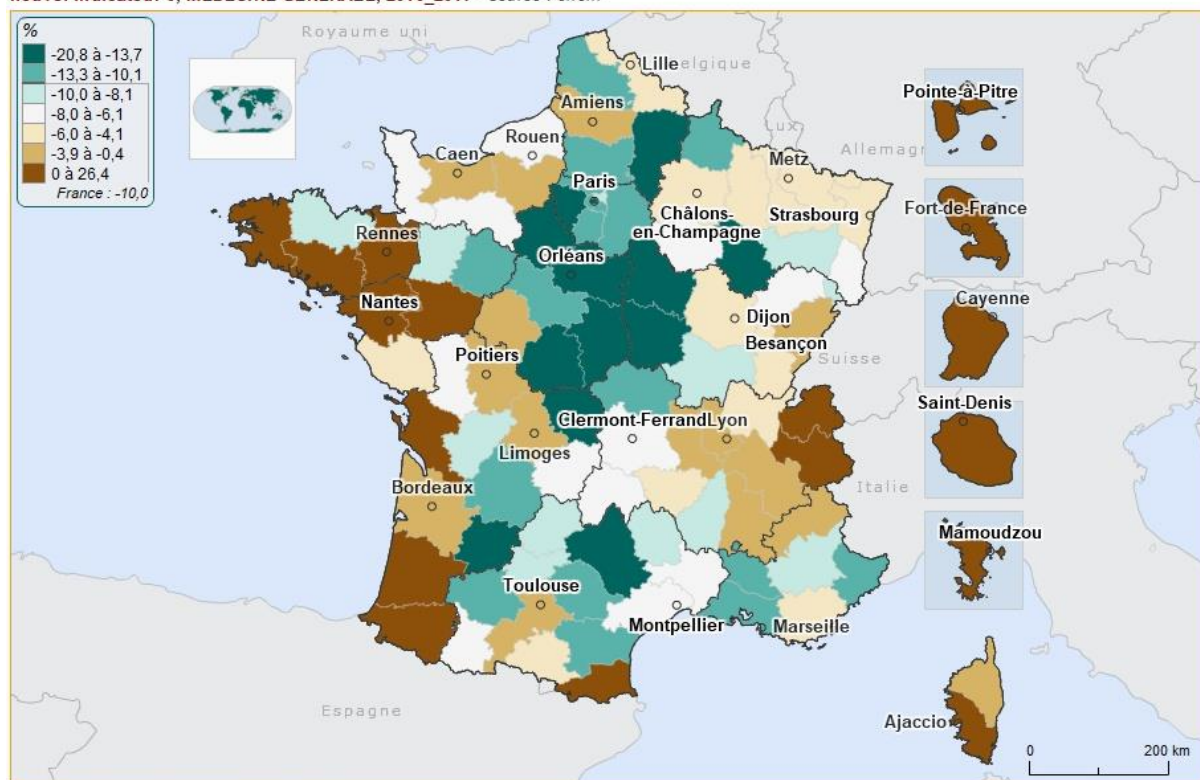 %
-20,8 à -13,7
-13,3 à -10,1
-10,0 à -8,1
-8,0 à -6,1
-6,0 à -4,1
-3,9 à -0,4
0 à 26,4
France : -10,0
Royaume uni
Belgique
Lux
Allemagn
Suisse
Italie
Espagne
Lille
Amiens
Rouen
Caen
Metz
Paris
Châlons-
en-Champagne
Strasbourg
Rennes
Orléans
Nantes
Dijon
Besançon
Poitiers
Clermont-Ferrand
Lyon
Limoges
Bordeaux
Toulouse
Montpellier
Marseille
Ajaccio
Pointe-à-Pitre
Fort-de-France
Cayenne
Saint-Denis
Mamoudzou
0 200 km